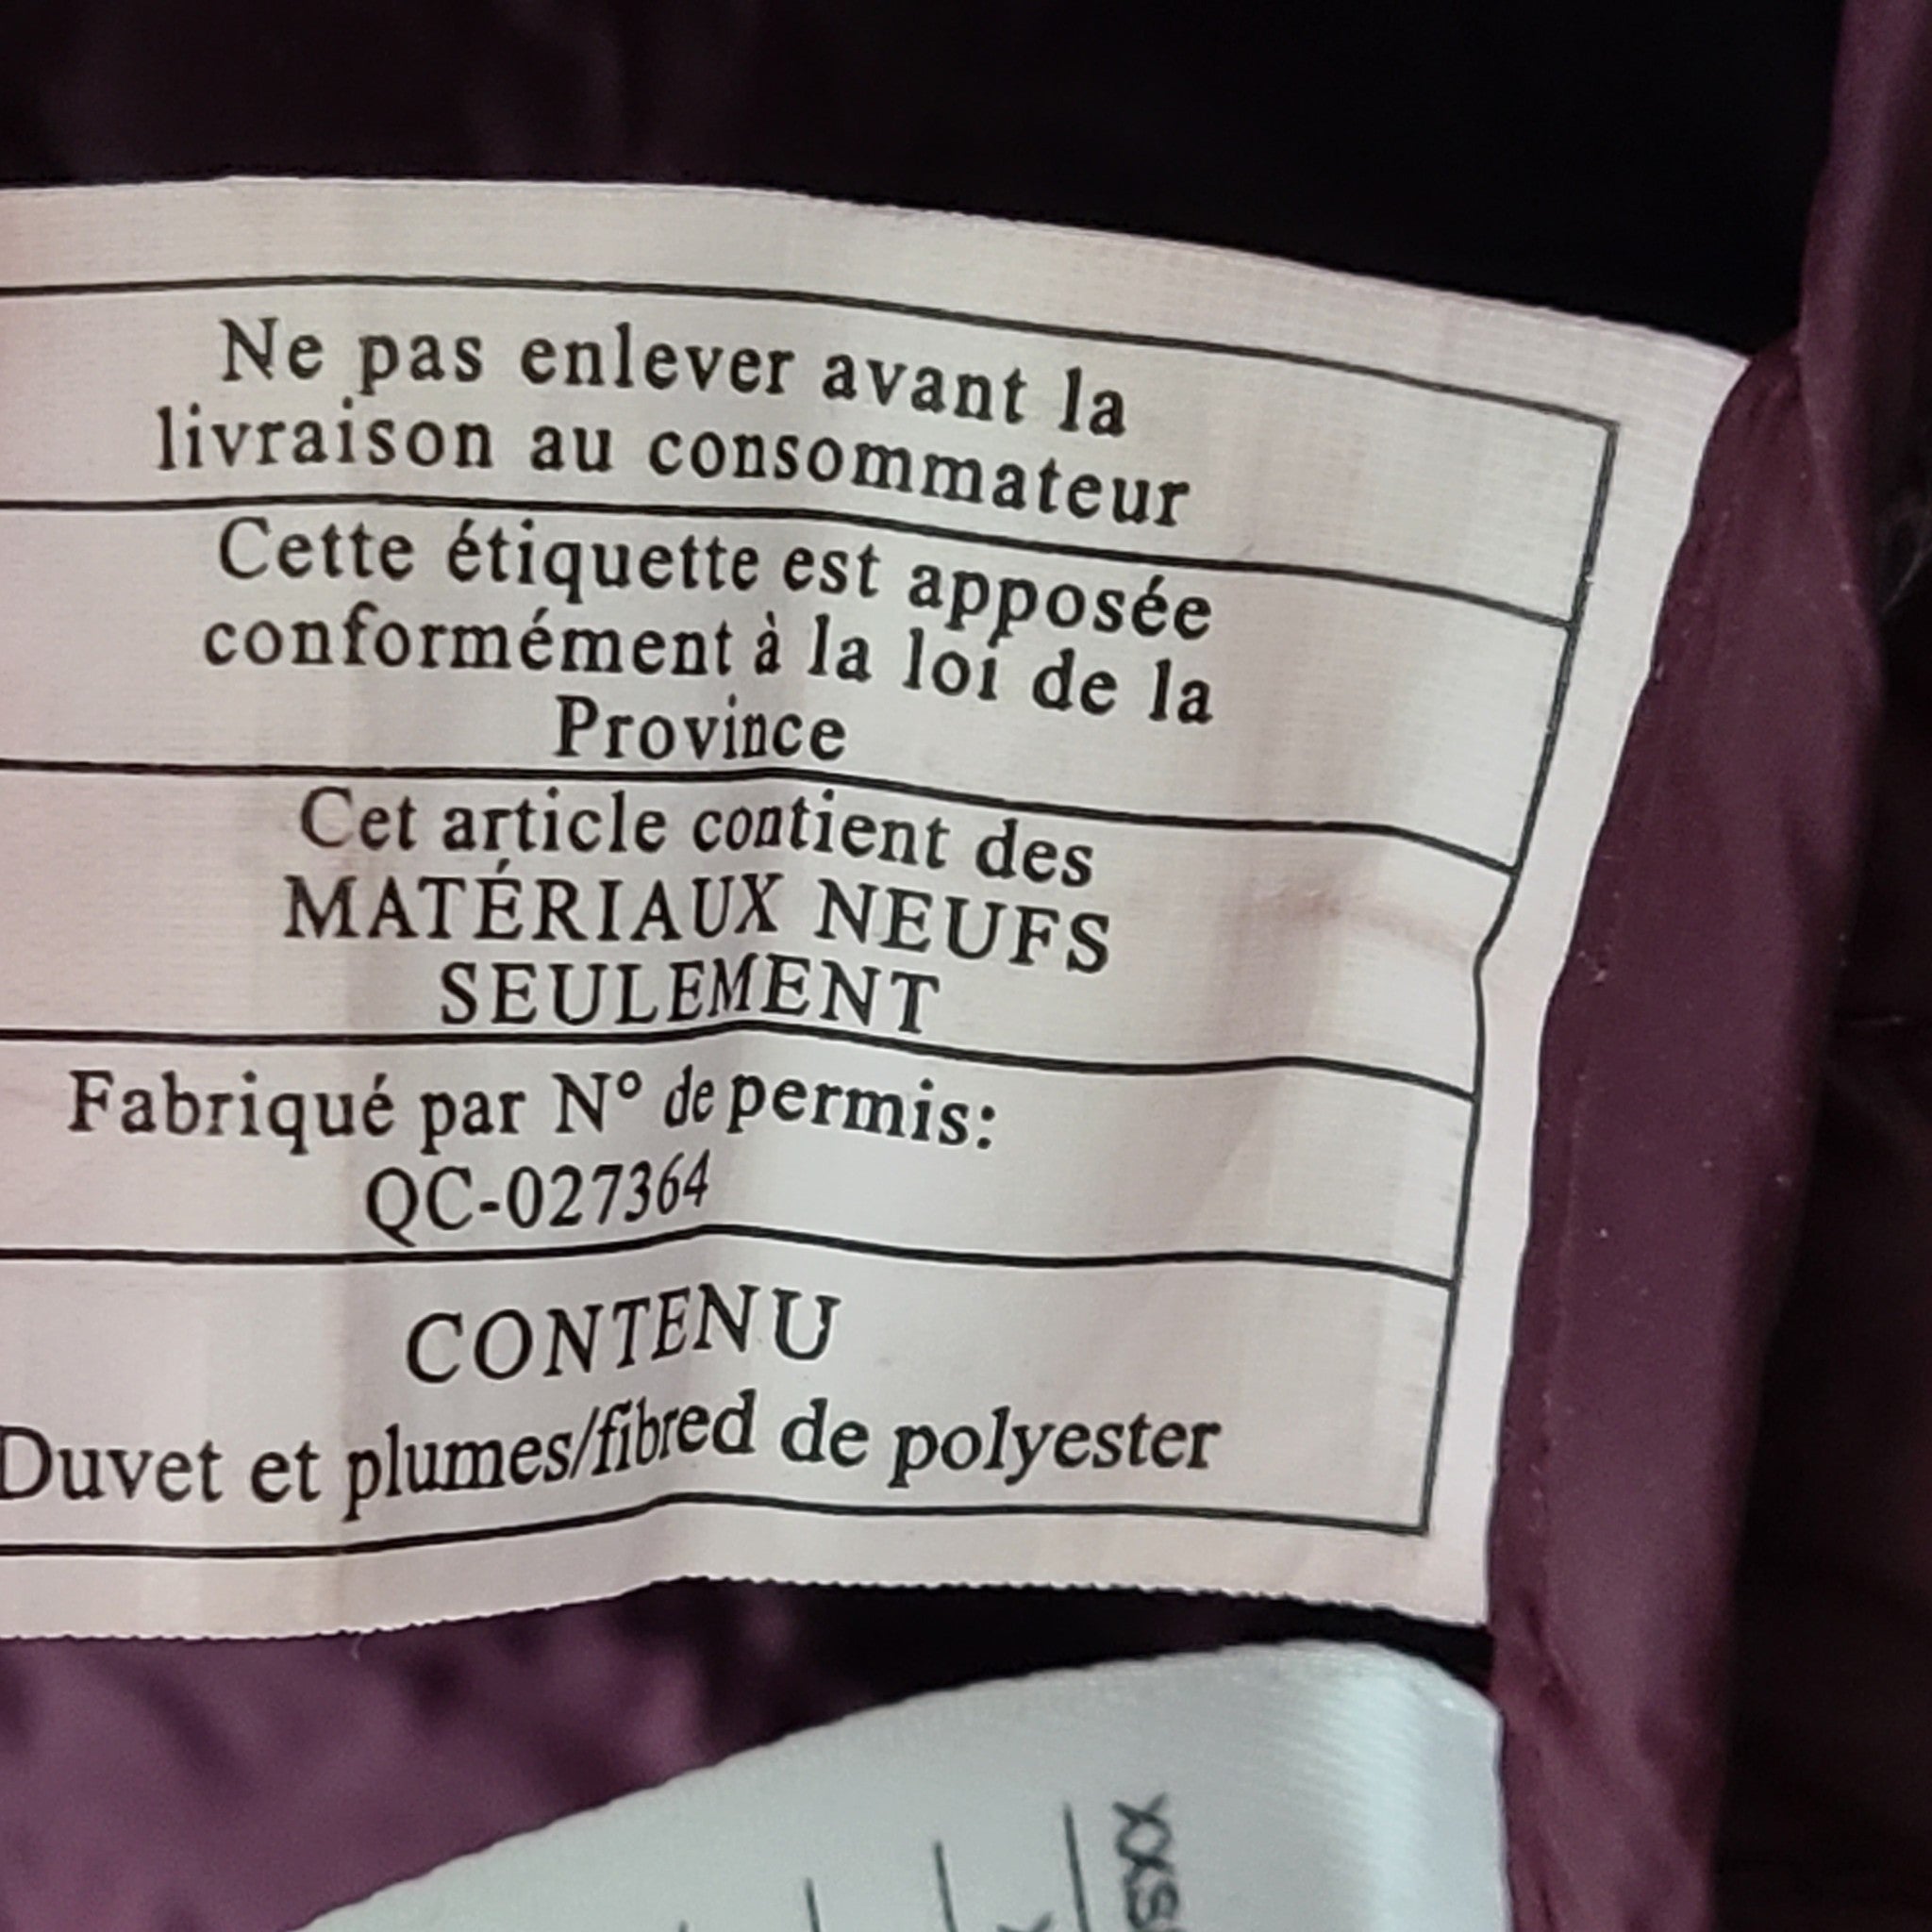 Ne pas enlever avant la
livraison au consommateur
Cette étiquette est apposée
conformément à la loi de la
Province
Cet article contient des
MATÉRIAUX NEUFS
SEULEMENT
Fabriqué par N° de permis:
QC-027364
CONTENU
Duvet et plumes/fibred de polyester